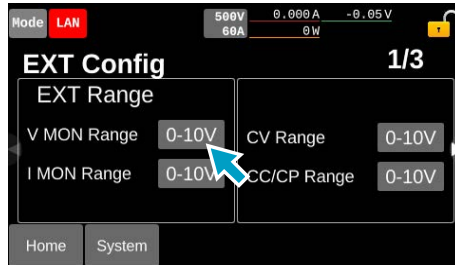 Mode LAN 500V 0.000A -0.05V
60A 0W
EXT Config 1/3
EXT Range
V MON Range 0-10V CV Range 0-10V
I MON Range 0-10V CC/CP Range 0-10V
Home System